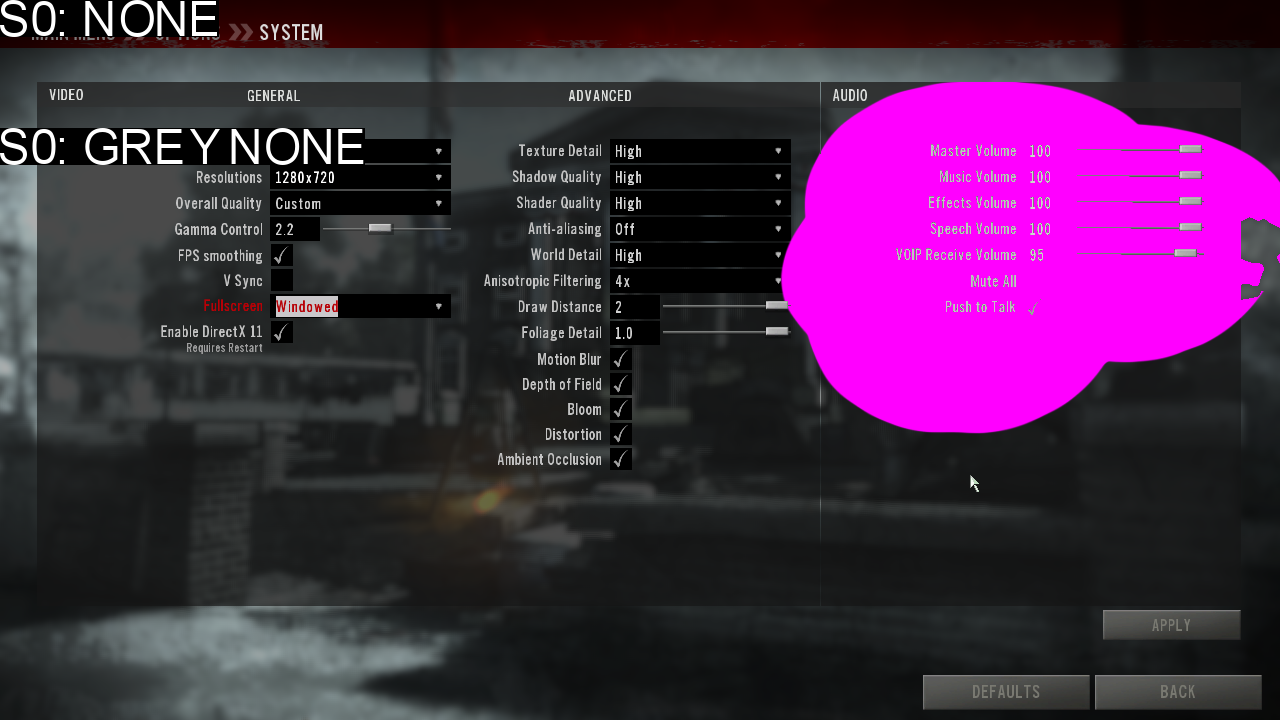 S0: NONE
SYSTEM
VIDEO
GENERAL
ADVANCED
AUDIO
S0: GREY NONE
Resolutions 1280x720
Overall Quality Custom
Gamma Control 2.2
FPS smoothing
V Sync
Fullscreen Windowed
Enable DirectX 11
Requires Restart
Texture Detail High
Shadow Quality High
Shader Quality High
Anti-aliasing Off
World Detail High
Anisotropic Filtering 4x
Draw Distance 2
Foliage Detail 1.0
Motion Blur
Depth of Field
Bloom
Distortion
Ambient Occlusion
Master Volume 100
Music Volume 100
Effects Volume 100
Speech Volume 100
VOIP Receive Volume 95
Mute All
Push to Talk
APPLY
DEFAULTS
BACK